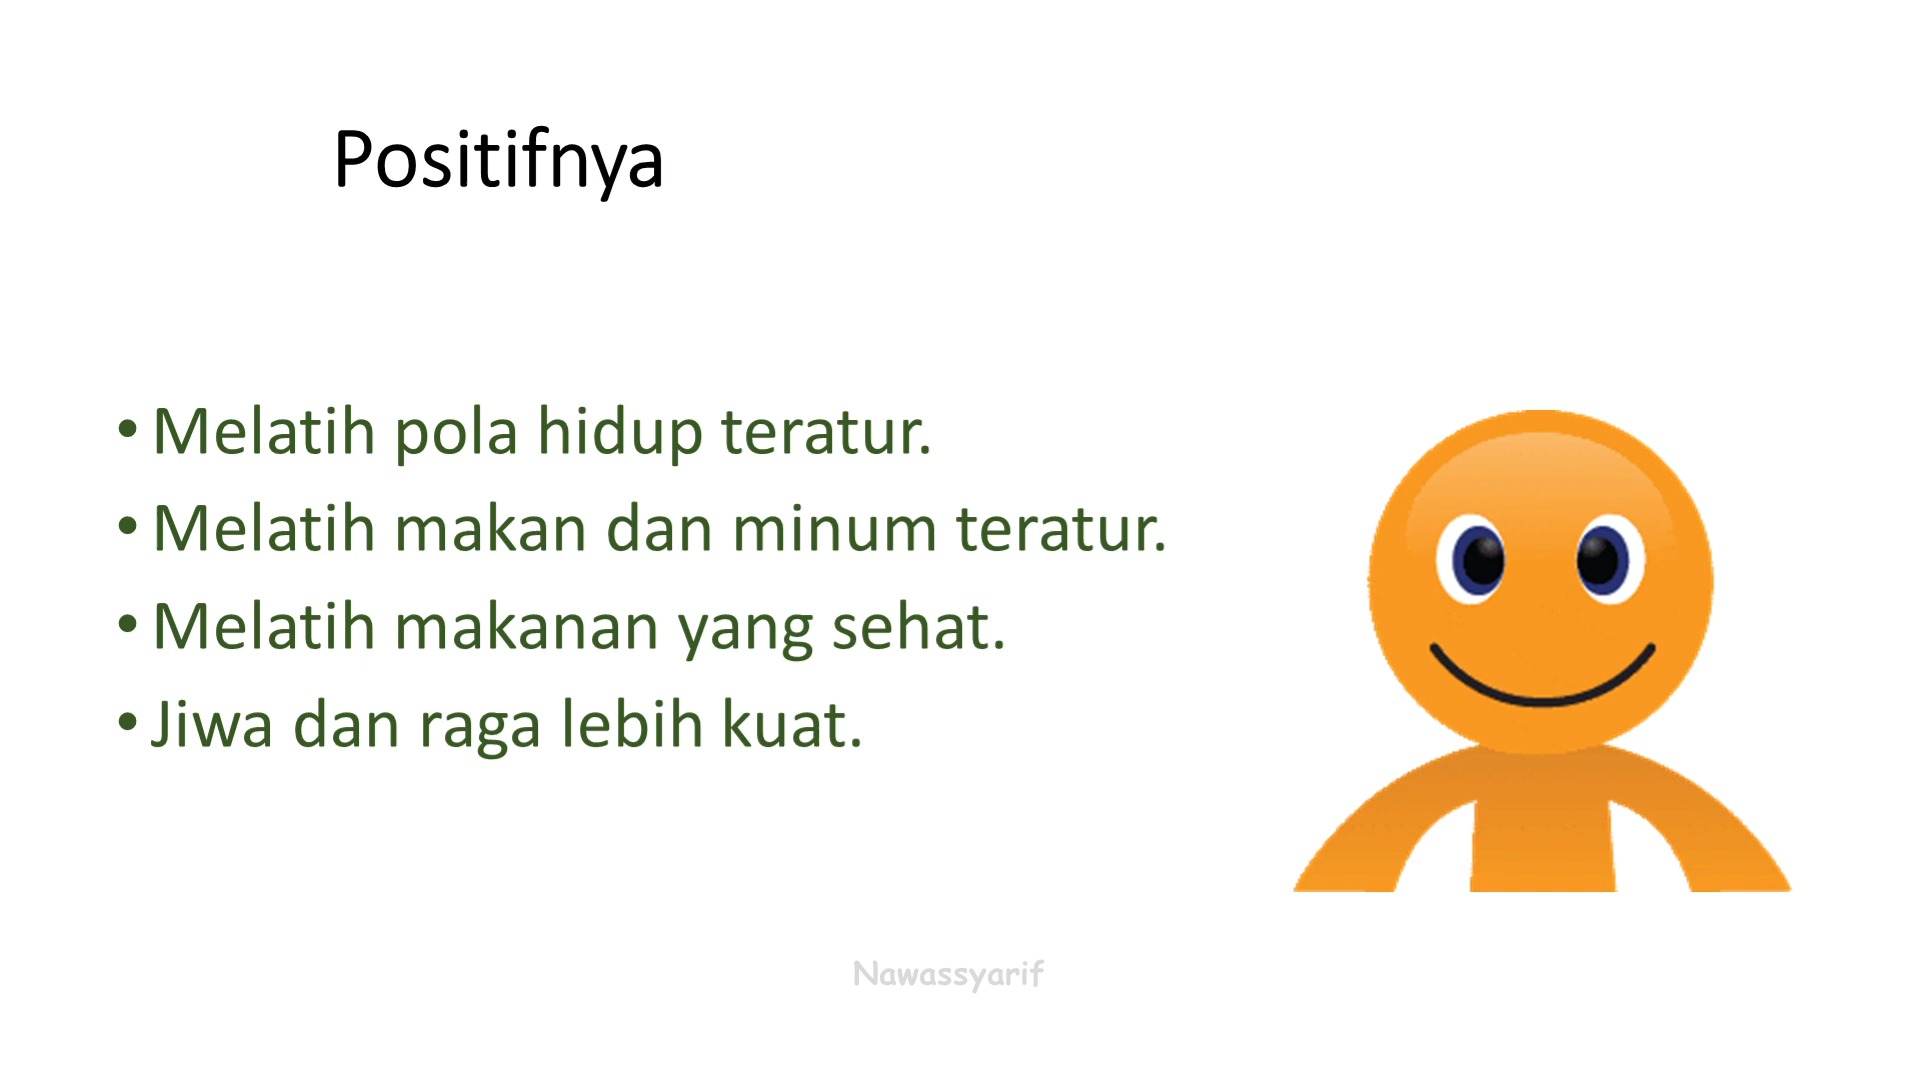 Positifnya
• Melatih pola hidup teratur.
• Melatih makan dan minum teratur.
• Melatih makanan yang sehat.
• Jiwa dan raga lebih kuat.
Nawassyarif